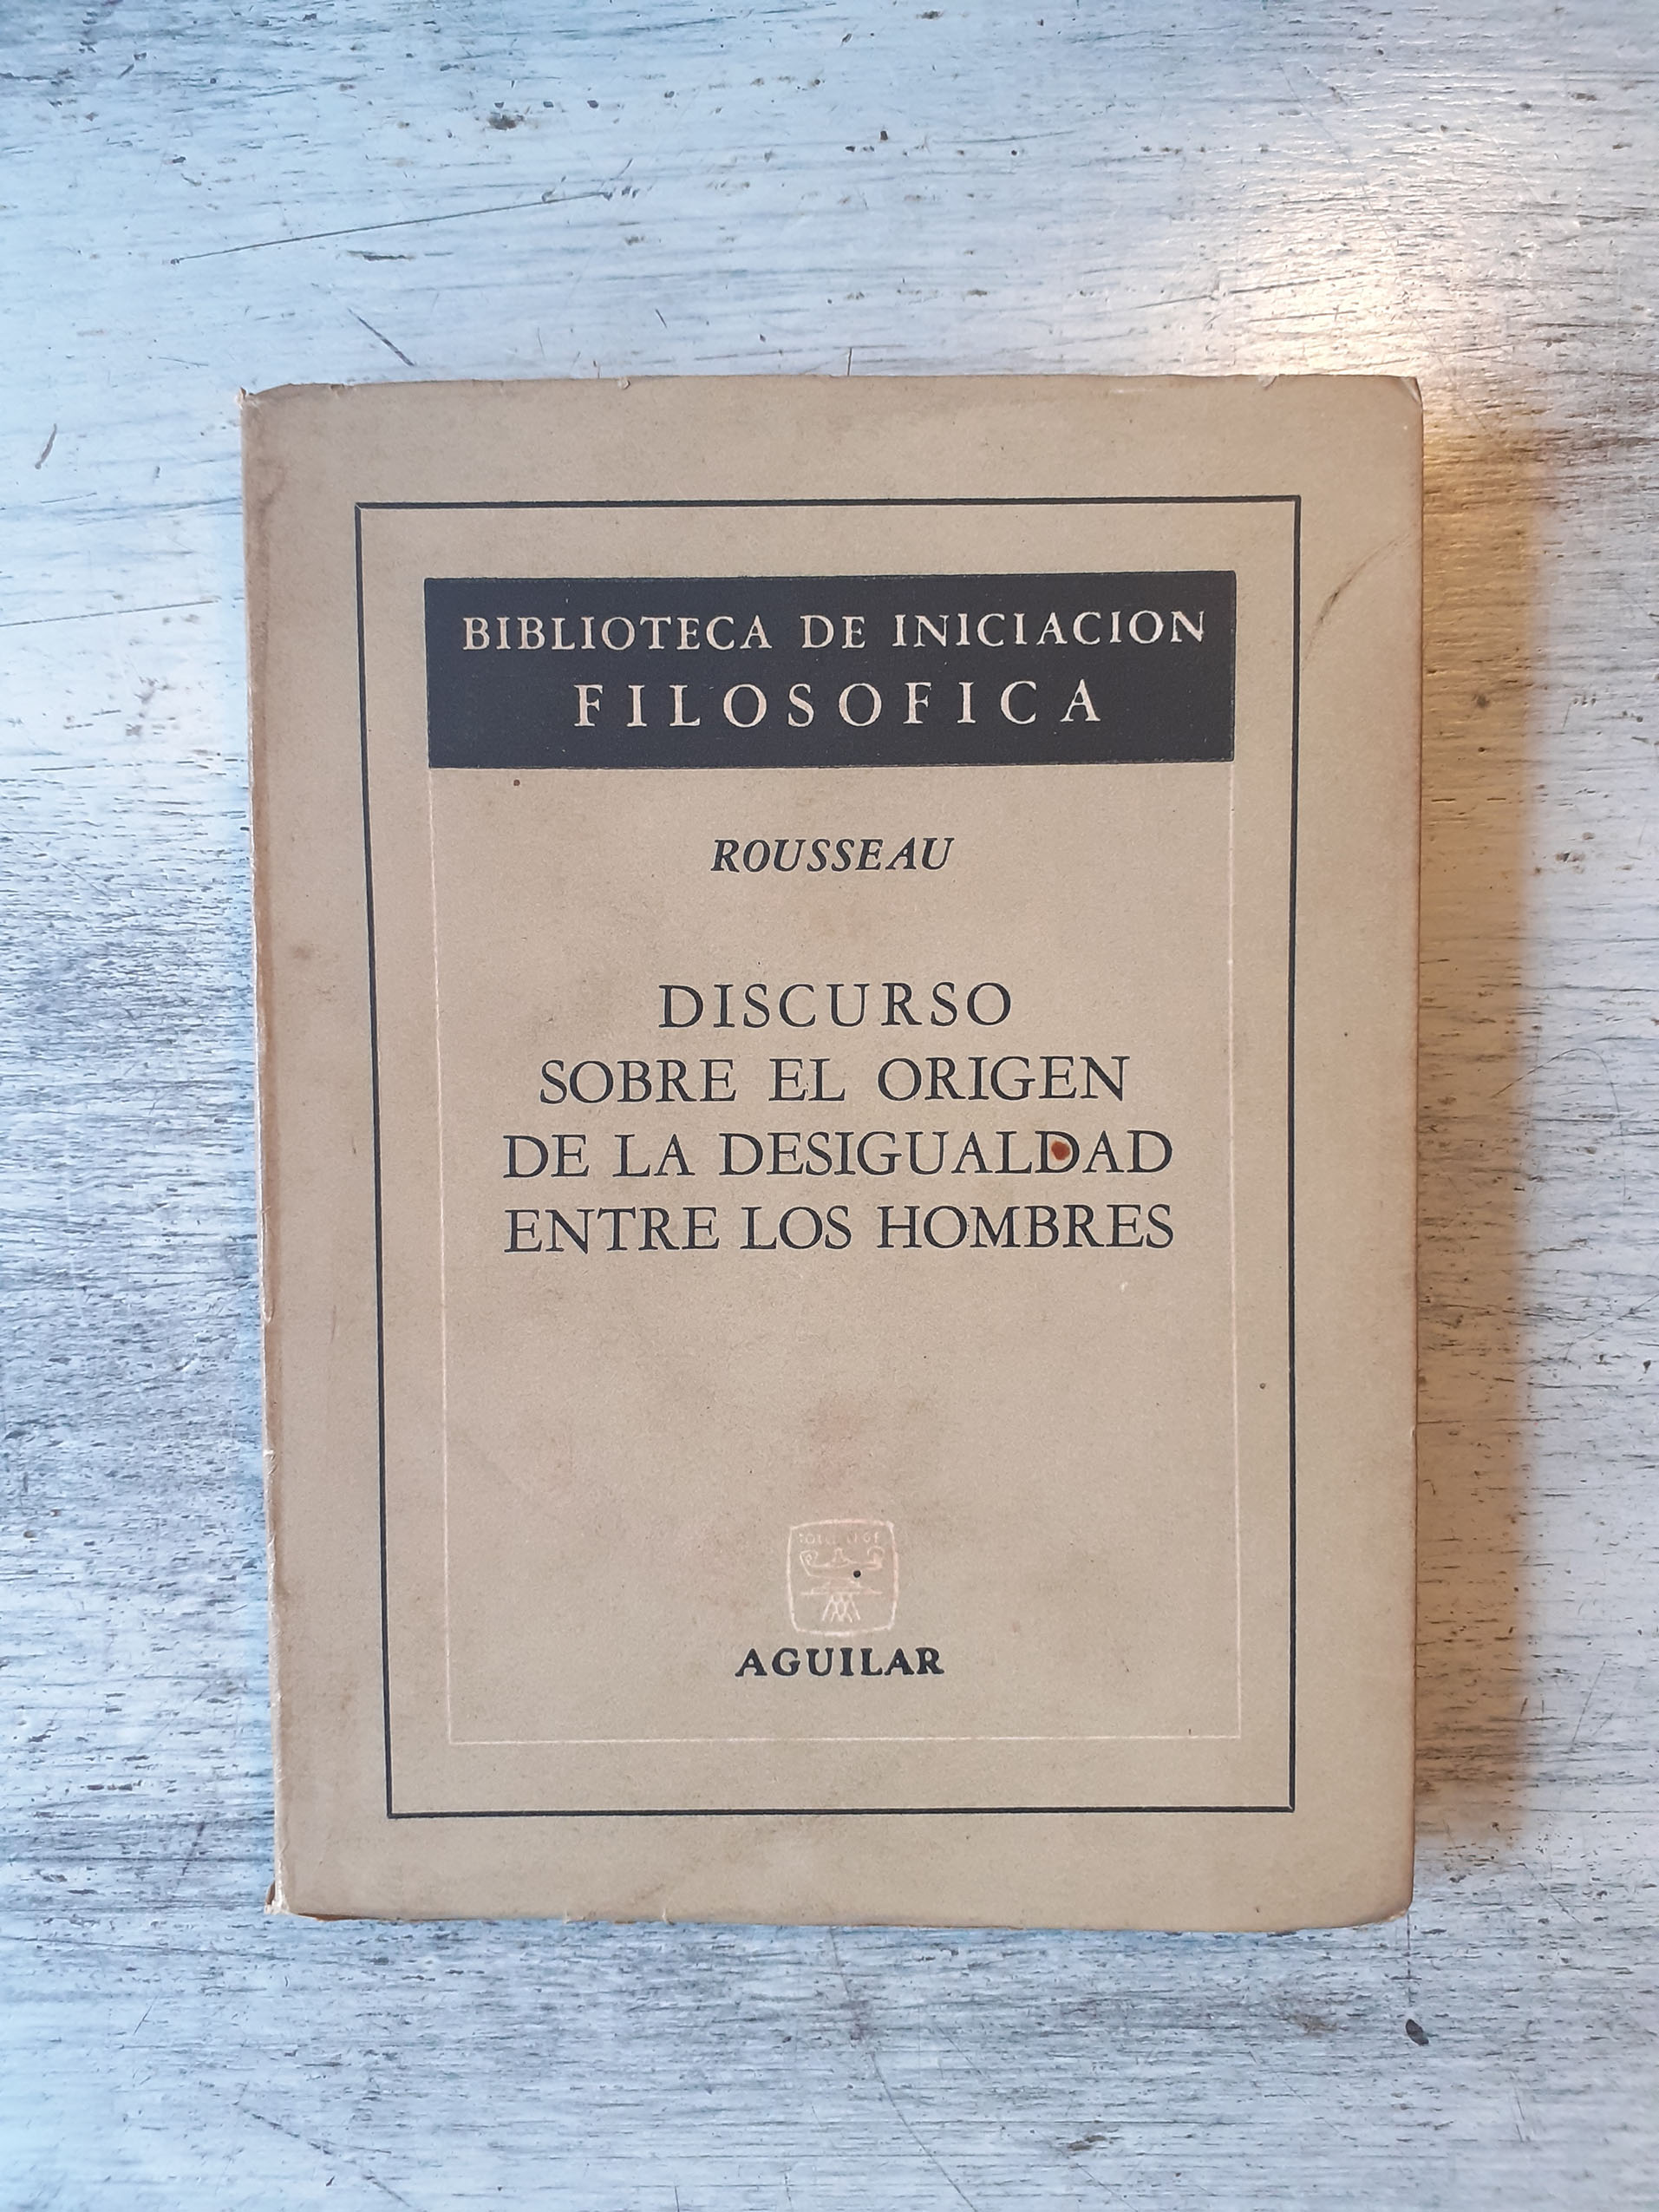 BIBLIOTECA DE INICIACION
FILOSOFICA
ROUSSEAU
DISCURSO
SOBRE EL ORIGEN
DE LA DESIGUALDAD
ENTRE LOS HOMBRES
AGUILAR